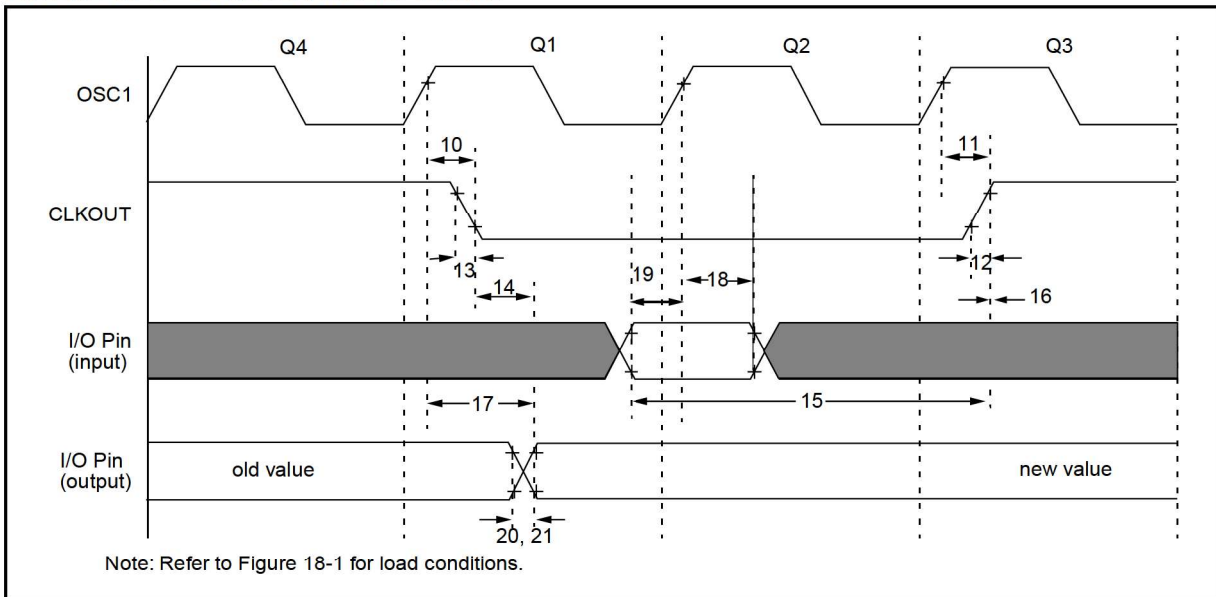 Q4 Q1 Q2 Q3
OSC1
10 11
CLKOUT
13 12
14 19 18 16
I/O Pin
(input)
17 15
I/O Pin
(output)
old value new value
20, 21
Note: Refer to Figure 18-1 for load conditions.